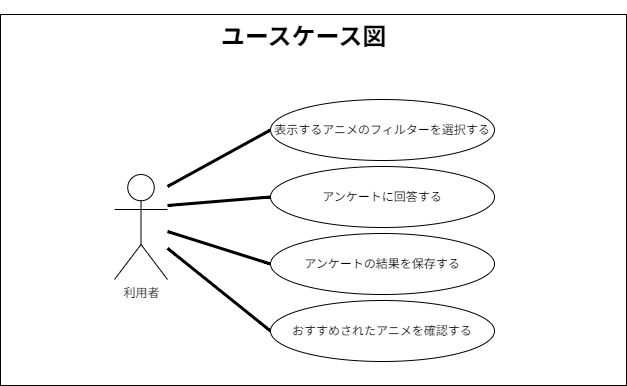 ユースケース図
表示するアニメのフィルターを選択する
アンケートに回答する
アンケートの結果を保存する
おすすめされたアニメを確認する
利用者